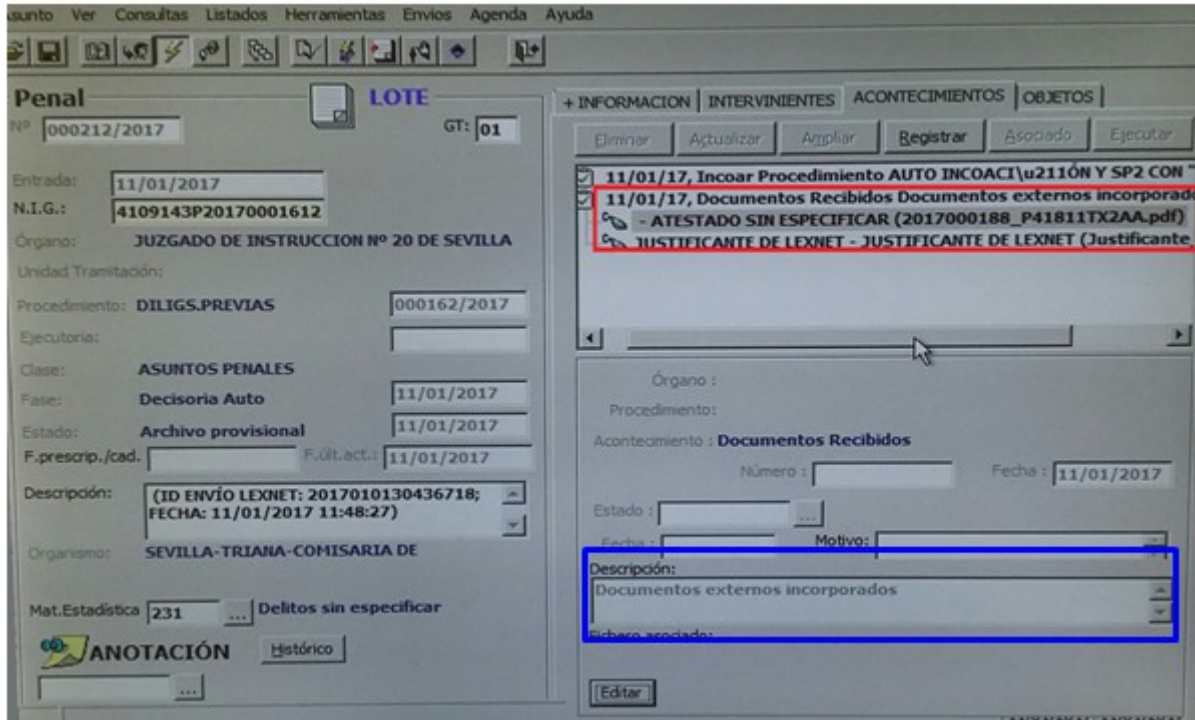 Asunto Ver Consultas Listados Herramientas Envios Agenda Ayuda
Penal
LOTE
Nº 000212/2017 GT: 01
Entrada: 11/01/2017
N.I.G.: 4109143P20170001612
Órgano: JUZGADO DE INSTRUCCION Nº 20 DE SEVILLA
Unidad Tramitación:
Procedimiento: DILIGS.PREVIAS 000162/2017
Ejecutoria:
Clase: ASUNTOS PENALES
Fase: Decisoria Auto 11/01/2017
Estado: Archivo provisional 11/01/2017
F.prescrip./cad. F.últ.act.: 11/01/2017
Descripción: (ID ENVÍO LEXNET: 2017010130436718;
FECHA: 11/01/2017 11:48:27)
Organismo: SEVILLA-TRIANA-COMISARIA DE
Mat.Estadística 231 ... Delitos sin especificar
ANOTACIÓN Histórico
...
+ INFORMACION INTERVINIENTES ACONTECIMIENTOS OBJETOS
Eliminar Actualizar Ampliar Registrar Asociado Ejecutar
11/01/17, Incoar Procedimiento AUTO INCOACI\u211ÓN Y SP2 CON "
11/01/17, Documentos Recibidos Documentos externos incorporado
- ATESTADO SIN ESPECIFICAR (2017000188_P41811TX2AA.pdf)
JUSTIFICANTE DE LEXNET - JUSTIFICANTE DE LEXNET (Justificante_
Órgano :
Procedimiento:
Acontecimiento : Documentos Recibidos
Número : Fecha : 11/01/2017
Estado : ...
Fecha : Motivo:
Descripción:
Documentos externos incorporados
Fichero asociado:
Editar